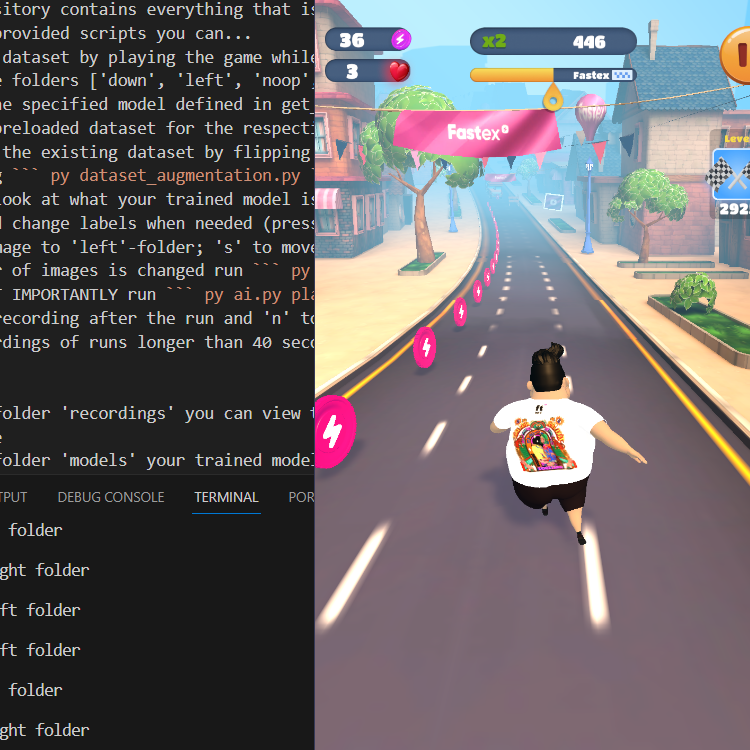 sitory contains everything that is
provided scripts you can...
dataset by playing the game while
e folders ['down', 'left', 'noop',
he specified model defined in get
preloaded dataset for the respecti
the existing dataset by flipping
g ``` py dataset_augmentation.py
look at what your trained model is
d change labels when needed (press
mage to 'left'-folder; 's' to move
r of images is changed run ``` py
T IMPORTANTLY run ``` py ai.py pla
recording after the run and 'n' to
rdings of runs longer than 40 seco
folder 'recordings' you can view t
e
folder 'models' your trained model
TPUT DEBUG CONSOLE TERMINAL POR
folder
ght folder
ft folder
ft folder
folder
ght folder
36
3
x2 446
Fastex
Fastex
FASTEX
Leve
292